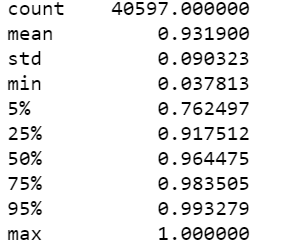 count 40597.000000
mean 0.931900
std 0.090323
min 0.037813
5% 0.762497
25% 0.917512
50% 0.964475
75% 0.983505
95% 0.993279
max 1.000000